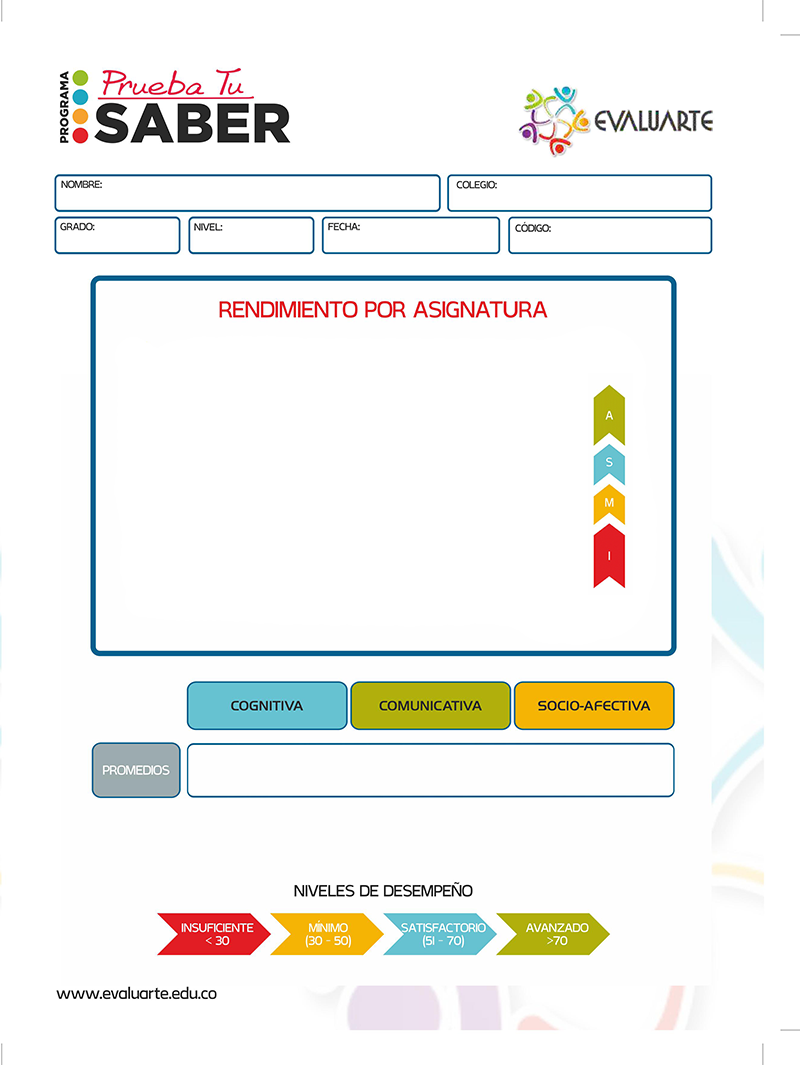 PROGRAMA
Prueba Tu
SABER
EVALUARTE
NOMBRE:
COLEGIO:
GRADO:
NIVEL:
FECHA:
CÓDIGO:
RENDIMIENTO POR ASIGNATURA
A
S
M
I
COGNITIVA
COMUNICATIVA
SOCIO-AFECTIVA
PROMEDIOS
NIVELES DE DESEMPEÑO
INSUFICIENTE
< 30
MÍNIMO
(30 - 50)
SATISFACTORIO
(51 - 70)
AVANZADO
>70
www.evaluarte.edu.co